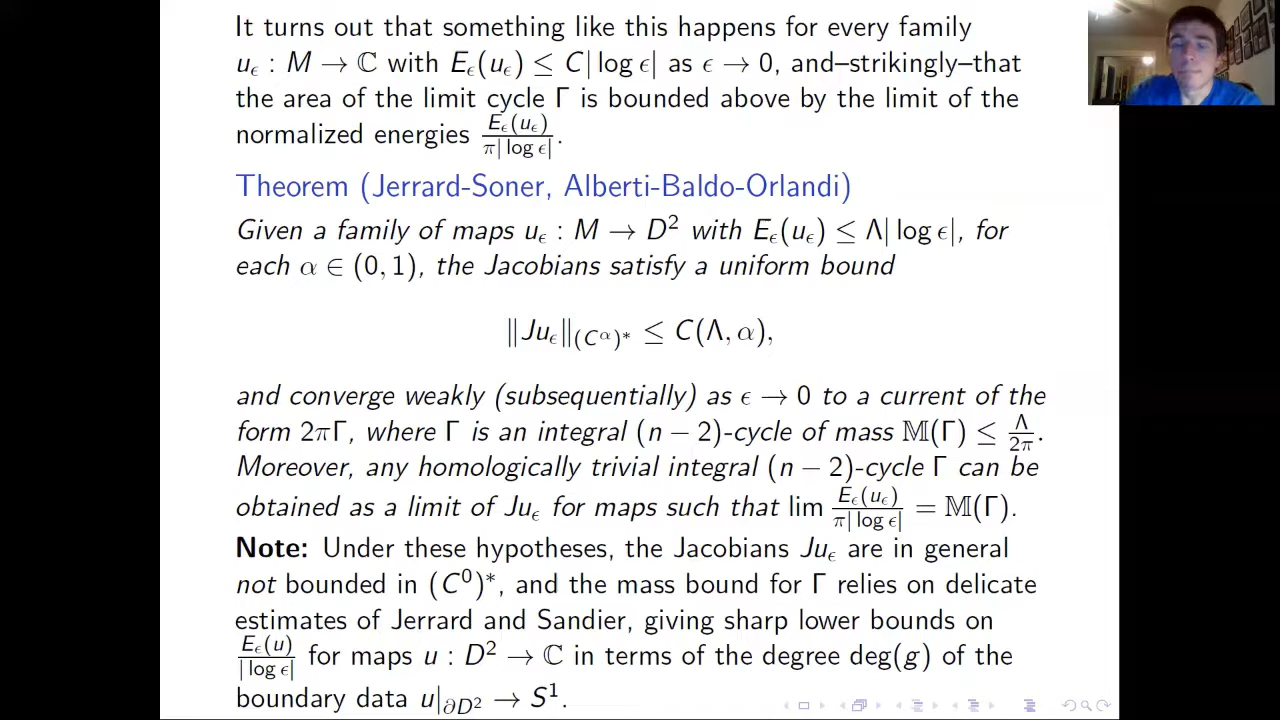 It turns out that something like this happens for every family
u_ϵ : M → ℂ with E_ϵ(u_ϵ) ≤ C| log ϵ| as ϵ → 0, and–strikingly–that
the area of the limit cycle Γ is bounded above by the limit of the
normalized energies E_ϵ(u_ϵ)/π| log ϵ|.
Theorem (Jerrard-Soner, Alberti-Baldo-Orlandi)
Given a family of maps u_ϵ : M → D² with E_ϵ(u_ϵ) ≤ Λ| log ϵ|, for
each α ∈ (0, 1), the Jacobians satisfy a uniform bound
‖Ju_ϵ‖_(C^α)* ≤ C(Λ, α),
and converge weakly (subsequentially) as ϵ → 0 to a current of the
form 2πΓ, where Γ is an integral (n − 2)-cycle of mass 𝕄(Γ) ≤ Λ/2π.
Moreover, any homologically trivial integral (n − 2)-cycle Γ can be
obtained as a limit of Ju_ϵ for maps such that lim E_ϵ(u_ϵ)/π| log ϵ| = 𝕄(Γ).
Note: Under these hypotheses, the Jacobians Ju_ϵ are in general
not bounded in (C⁰)*, and the mass bound for Γ relies on delicate
estimates of Jerrard and Sandier, giving sharp lower bounds on
E_ϵ(u)/| log ϵ| for maps u : D² → ℂ in terms of the degree deg(g) of the
boundary data u|_∂D² → S¹.